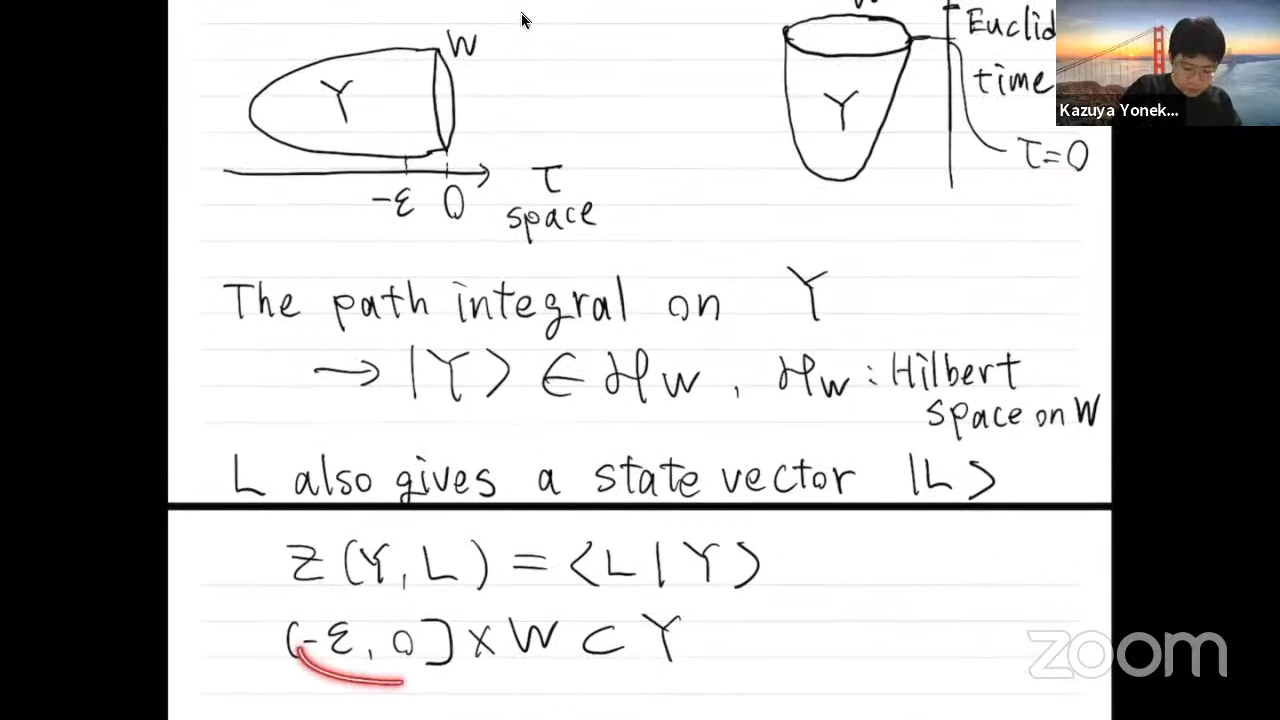 W
Euclid
Y
time
Y
τ=0
-ε 0 τ
space
Kazuya Yonek...
The path integral on Y
→ |Y⟩ ∈ ℋ_W , ℋ_W : Hilbert
space on W
L also gives a state vector |L⟩
Z(Y, L) = ⟨L|Y⟩
(-ε, 0] × W ⊂ Y
zoom